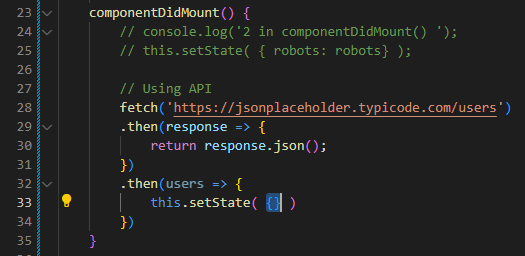 23 componentDidMount() {
24 // console.log('2 in componentDidMount() ');
25 // this.setState( { robots: robots} );
26
27 // Using API
28 fetch('https://jsonplaceholder.typicode.com/users')
29 .then(response => {
30 return response.json();
31 })
32 .then(users => {
33 this.setState( {} )
34 })
35 }